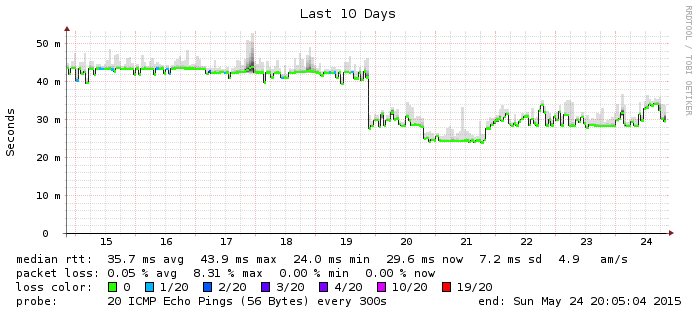 Last 10 Days
RRDTOOL / TOBI OETIKER
Seconds
50 m
40 m
30 m
20 m
10 m
0
15 16 17 18 19 20 21 22 23 24
median rtt: 35.7 ms avg 43.9 ms max 24.0 ms min 29.6 ms now 7.2 ms sd 4.9 am/s
packet loss: 0.05 % avg 8.31 % max 0.00 % min 0.00 % now
loss color: 0 1/20 2/20 3/20 4/20 10/20 19/20
probe: 20 ICMP Echo Pings (56 Bytes) every 300s end: Sun May 24 20:05:04 2015